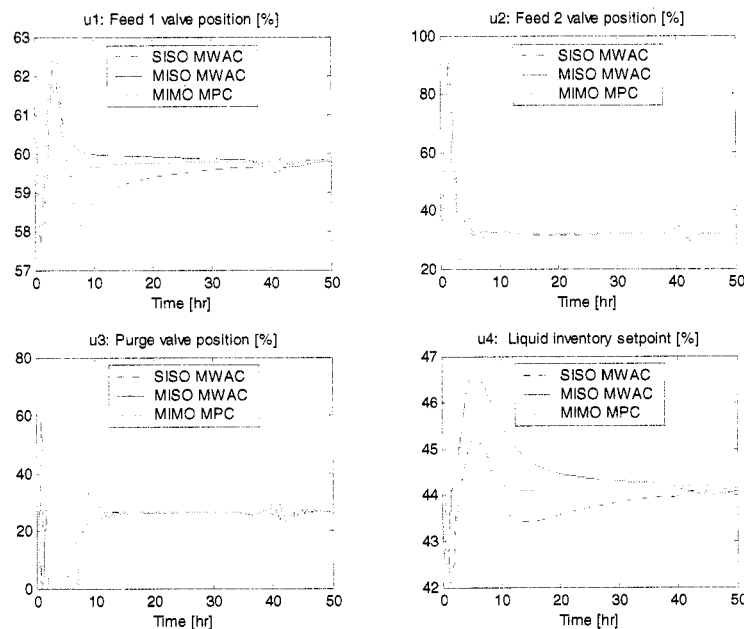 u1: Feed 1 valve position [%]
63
62
61
60
59
58
57
SISO MWAC
MISO MWAC
MIMO MPC
0 10 20 30 40 50
Time [hr]
u2: Feed 2 valve position [%]
100
80
60
40
20
SISO MWAC
MISO MWAC
MIMO MPC
0 10 20 30 40 50
Time [hr]
u3: Purge valve position [%]
80
60
40
20
0
SISO MWAC
MISO MWAC
MIMO MPC
0 10 20 30 40 50
Time [hr]
u4: Liquid inventory setpoint [%]
47
46
45
44
43
42
SISO MWAC
MISO MWAC
MIMO MPC
0 10 20 30 40 50
Time [hr]